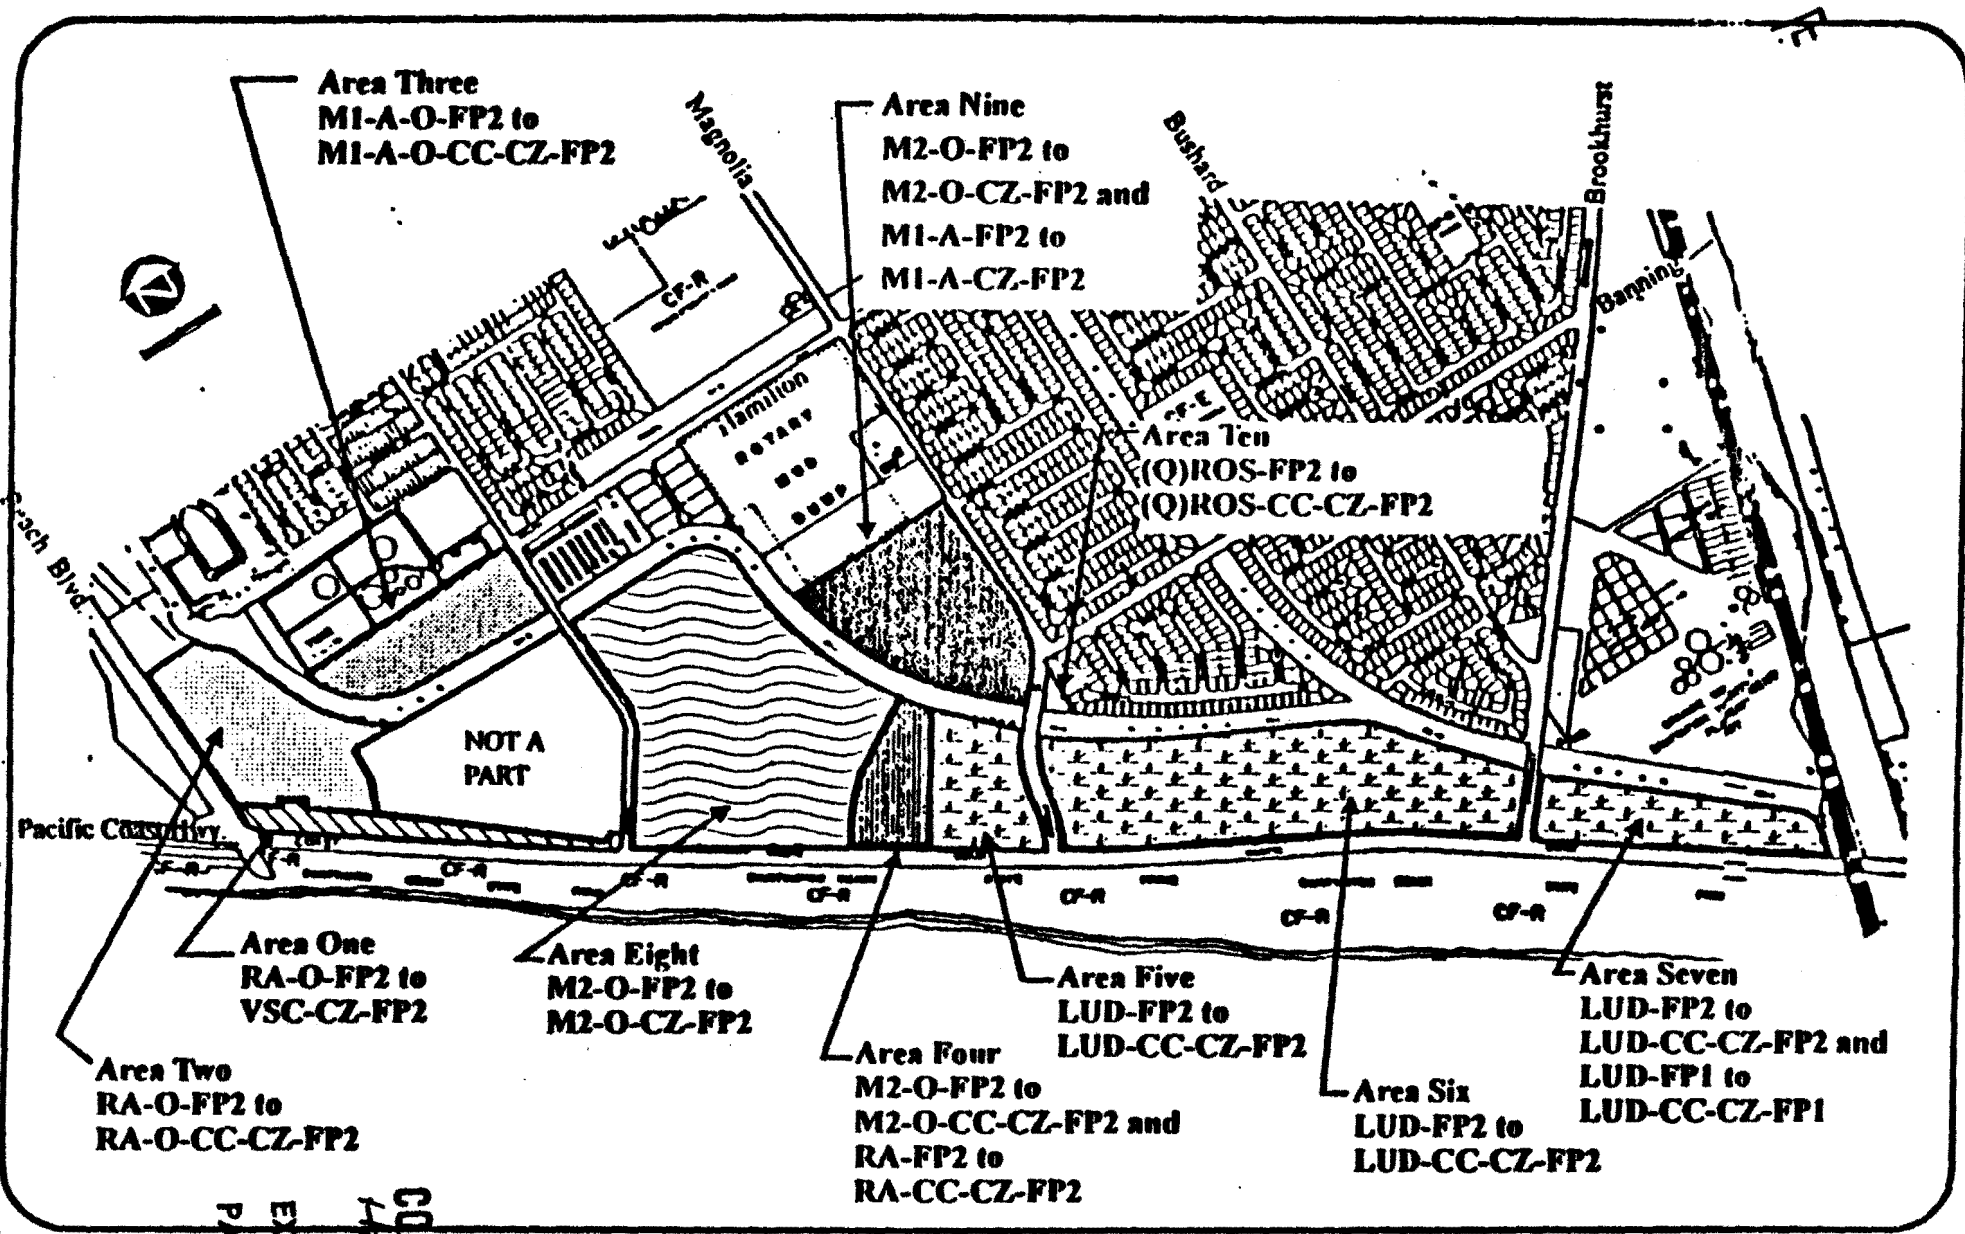 Area Three
M1-A-O-FP2 to
M1-A-O-CC-CZ-FP2
Magnolia
Area Nine
M2-O-FP2 to
M2-O-CZ-FP2 and
M1-A-FP2 to
M1-A-CZ-FP2
Bushard
Brookhurst
Banning
CF-R
Hamilton
ROTARY
MUD
DUMP
CF-E
Area Ten
(Q)ROS-FP2 to
(Q)ROS-CC-CZ-FP2
Blvd.
NOT A
PART
Pacific Coast Hwy.
CF-R
CF-R
CF-R
CF-R
CF-R
CF-R
CF-R
Area One
RA-O-FP2 to
VSC-CZ-FP2
Area Eight
M2-O-FP2 to
M2-O-CZ-FP2
Area Five
LUD-FP2 to
LUD-CC-CZ-FP2
Area Seven
LUD-FP2 to
LUD-CC-CZ-FP2 and
LUD-FP1 to
LUD-CC-CZ-FP1
Area Two
RA-O-FP2 to
RA-O-CC-CZ-FP2
Area Four
M2-O-FP2 to
M2-O-CC-CZ-FP2 and
RA-FP2 to
RA-CC-CZ-FP2
Area Six
LUD-FP2 to
LUD-CC-CZ-FP2